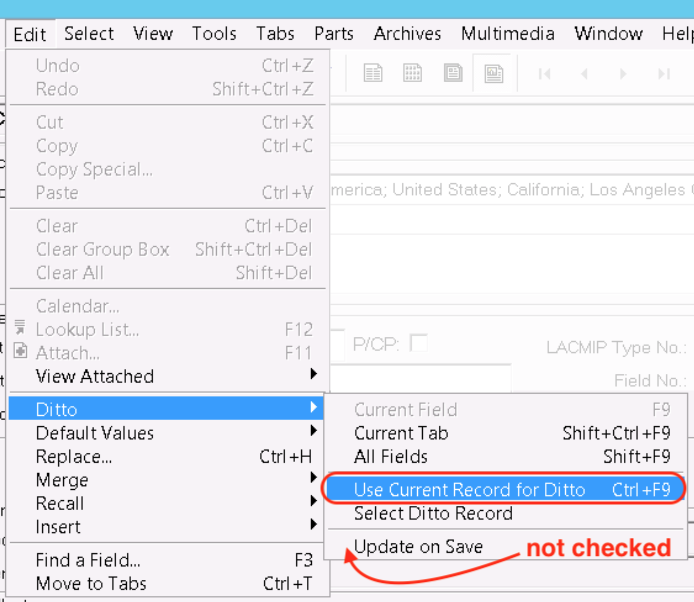 Edit Select View Tools Tabs Parts Archives Multimedia Window Help
Undo Ctrl+Z
Redo Shift+Ctrl+Z
Cut Ctrl+X
Copy Ctrl+C
Copy Special...
Paste Ctrl+V
merica; United States; California; Los Angeles
Clear Ctrl+Del
Clear Group Box Shift+Ctrl+Del
Clear All Shift+Del
Calendar...
Lookup List... F12
P/CP: LACMIP Type No.:
Attach... F11
View Attached
Field No.:
Ditto
Current Field F9
Default Values
Current Tab Shift+Ctrl+F9
Replace... Ctrl+H
All Fields Shift+F9
Merge
Use Current Record for Ditto Ctrl+F9
Recall
Select Ditto Record
Insert
Update on Save not checked
Find a Field... F3
Move to Tabs Ctrl+T